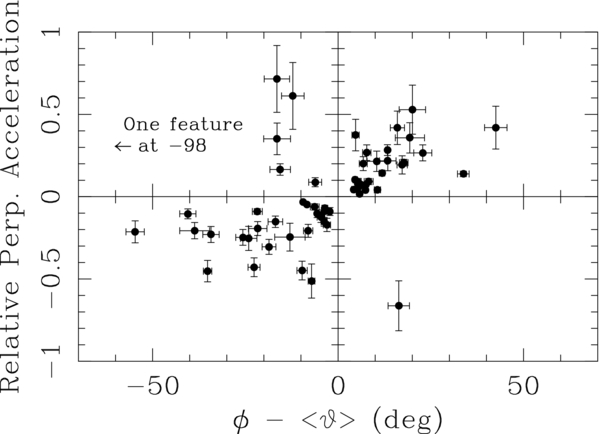 1
0.5
0
−0.5
−1
Relative Perp. Acceleration
One feature
← at −98
−50
0
50
ϕ − <ϑ> (deg)